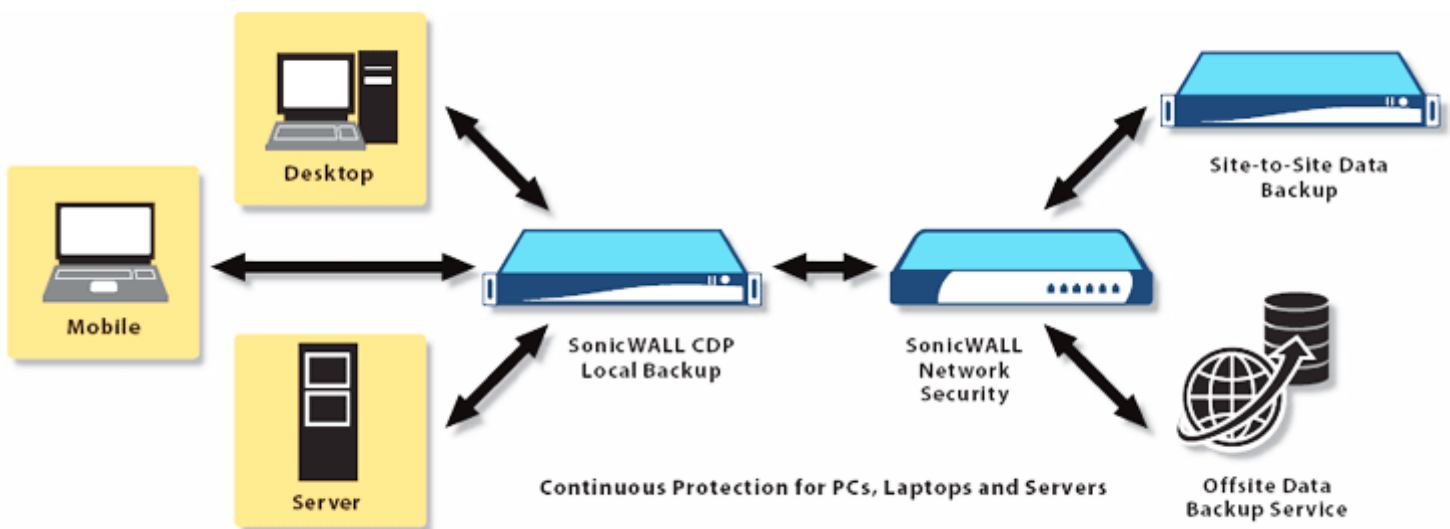 Desktop
Mobile
Server
SonicWALL CDP
Local Backup
SonicWALL
Network
Security
Site-to-Site Data
Backup
Offsite Data
Backup Service
Continuous Protection for PCs, Laptops and Servers